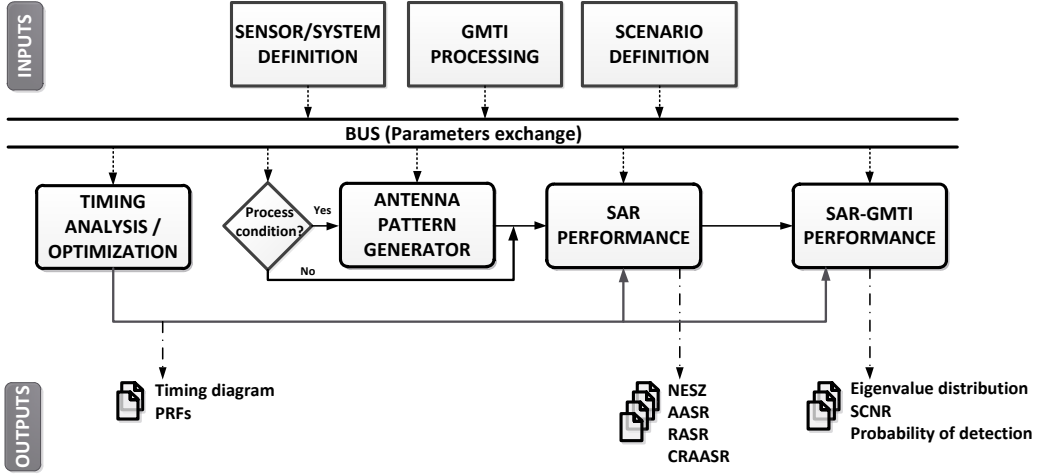 INPUTS
SENSOR/SYSTEM
DEFINITION
GMTI
PROCESSING
SCENARIO
DEFINITION
BUS (Parameters exchange)
TIMING
ANALYSIS /
OPTIMIZATION
Process
condition?
Yes
No
ANTENNA
PATTERN
GENERATOR
SAR
PERFORMANCE
SAR-GMTI
PERFORMANCE
OUTPUTS
Timing diagram
PRFs
NESZ
AASR
RASR
CRAASR
Eigenvalue distribution
SCNR
Probability of detection